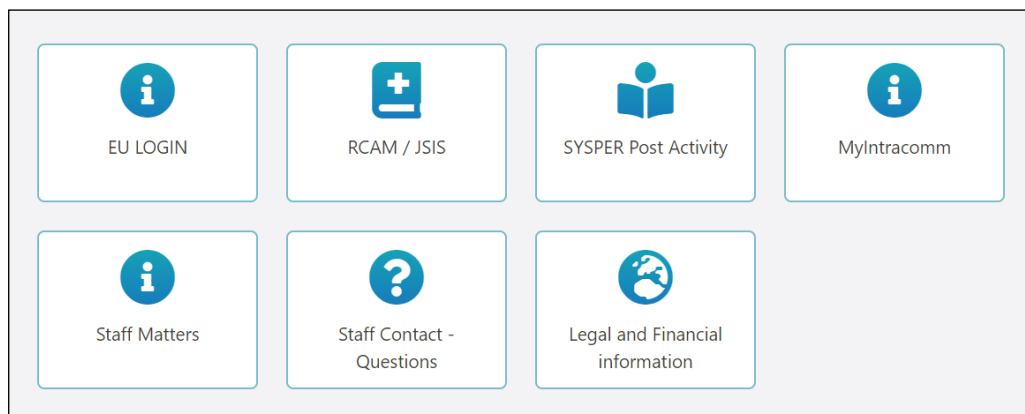 EU LOGIN
RCAM / JSIS
SYSPER Post Activity
MyIntracomm
Staff Matters
Staff Contact -
Questions
Legal and Financial
information